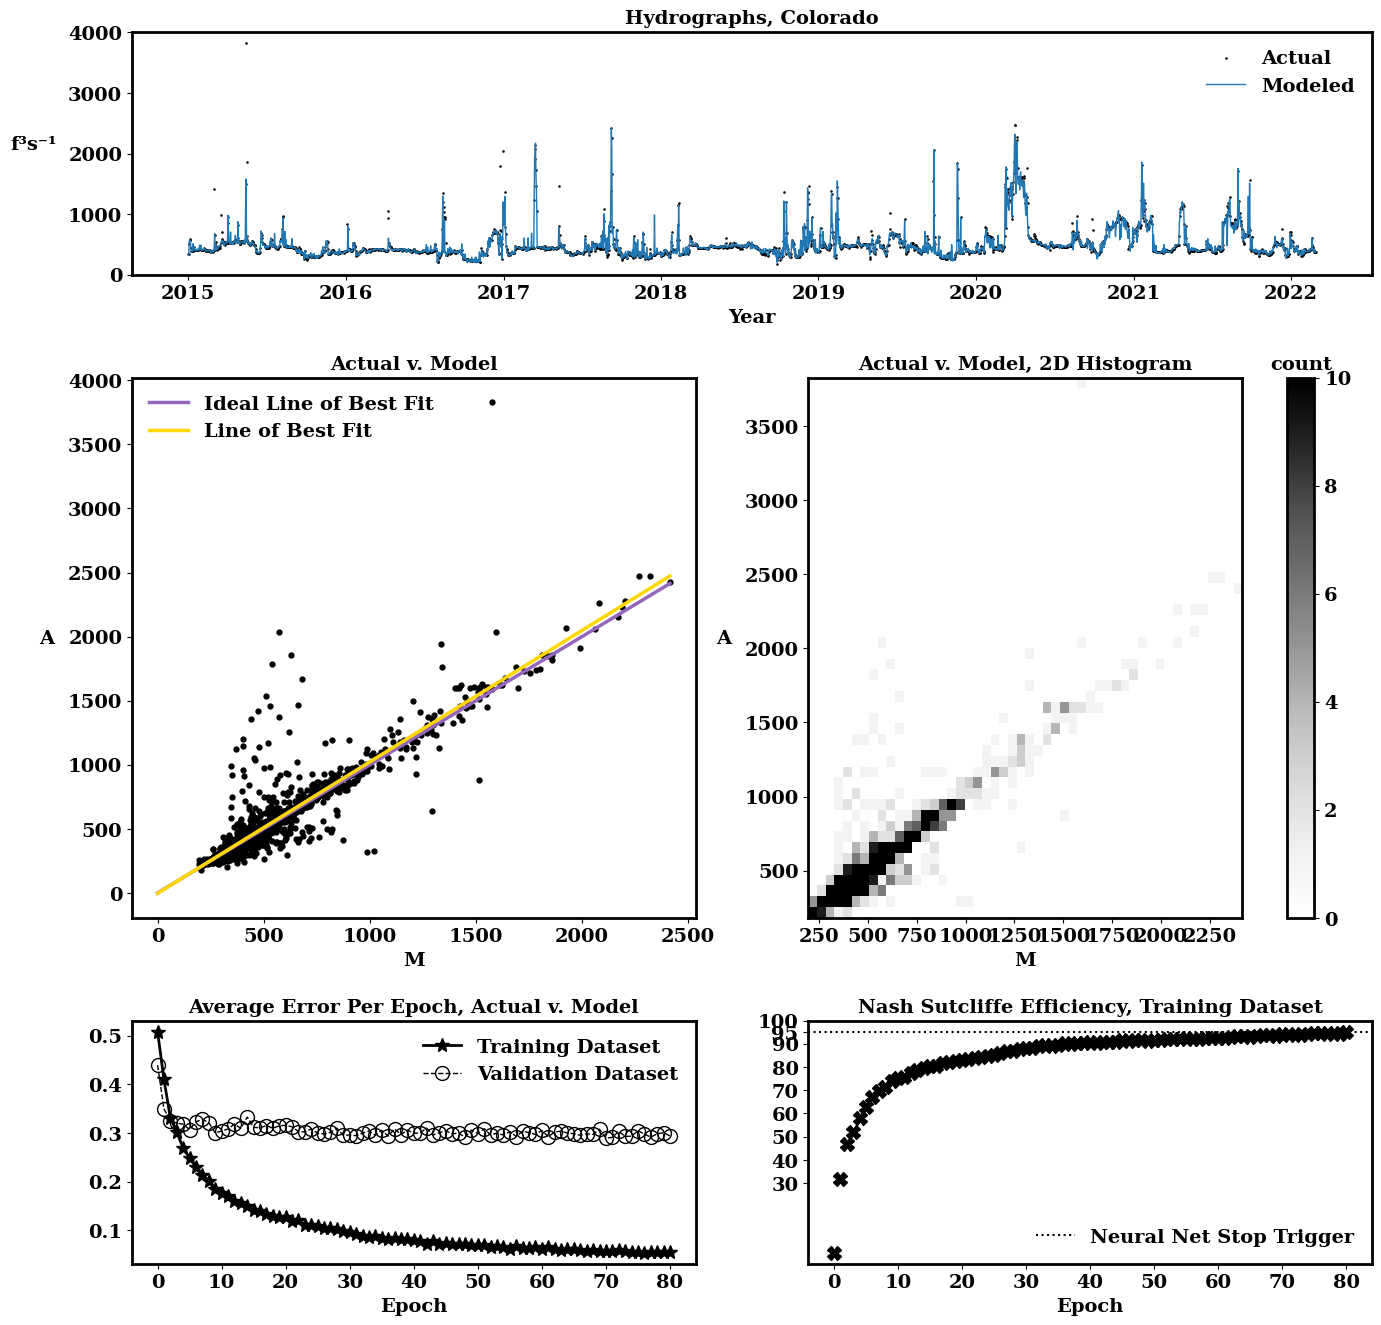 Hydrographs, Colorado
4000
3000
2000
1000
0
f³s⁻¹
Actual
Modeled
2015 2016 2017 2018 2019 2020 2021 2022
Year
Actual v. Model
4000
3500
3000
2500
2000
1500
1000
500
0
A
Ideal Line of Best Fit
Line of Best Fit
0 500 1000 1500 2000 2500
M
Actual v. Model, 2D Histogram
3500
3000
2500
2000
1500
1000
500
A
250 500 750 1000 1250 1500 1750 2000 2250
M
count
10
8
6
4
2
0
Average Error Per Epoch, Actual v. Model
0.5
0.4
0.3
0.2
0.1
Training Dataset
Validation Dataset
0 10 20 30 40 50 60 70 80
Epoch
Nash Sutcliffe Efficiency, Training Dataset
100
95
90
80
70
60
50
40
30
Neural Net Stop Trigger
0 10 20 30 40 50 60 70 80
Epoch